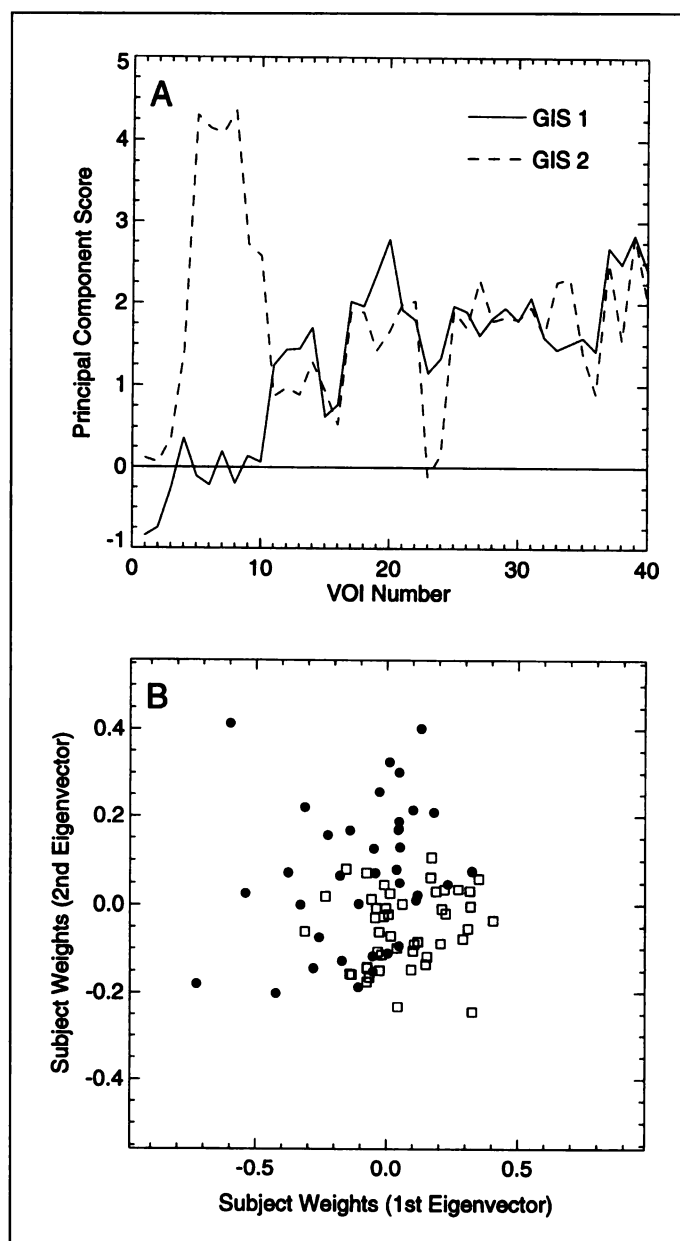 A
GIS 1
GIS 2
5
4
3
2
1
0
-1
Principal Component Score
0 10 20 30 40
VOI Number
B
0.4
0.2
0.0
-0.2
-0.4
Subject Weights (2nd Eigenvector)
-0.5 0.0 0.5
Subject Weights (1st Eigenvector)